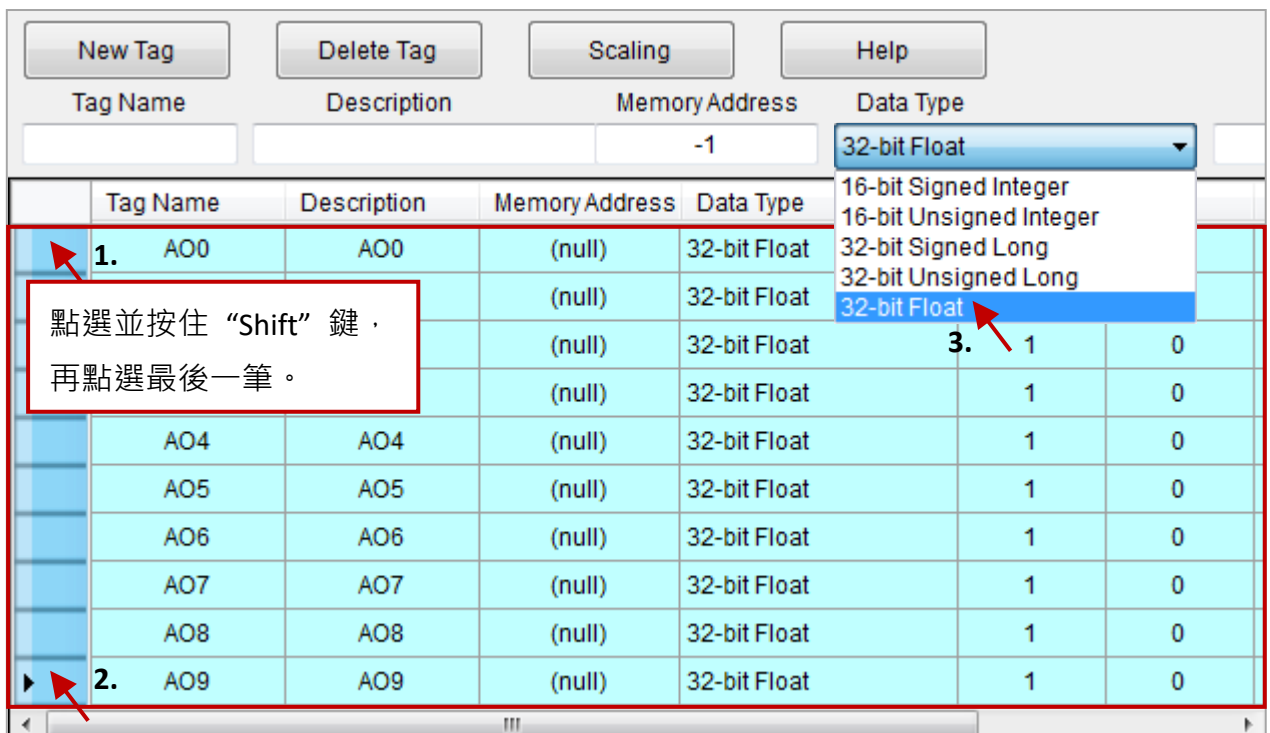 New Tag Delete Tag Scaling Help
Tag Name Description Memory Address Data Type
-1 32-bit Float
16-bit Signed Integer
16-bit Unsigned Integer
32-bit Signed Long
32-bit Unsigned Long
32-bit Float
Tag Name Description Memory Address Data Type
1. AO0 AO0 (null) 32-bit Float
(null) 32-bit Float
(null) 32-bit Float 3. 1 0
(null) 32-bit Float 1 0
點選並按住 “Shift” 鍵，
再點選最後一筆。
AO4 AO4 (null) 32-bit Float 1 0
AO5 AO5 (null) 32-bit Float 1 0
AO6 AO6 (null) 32-bit Float 1 0
AO7 AO7 (null) 32-bit Float 1 0
AO8 AO8 (null) 32-bit Float 1 0
2. AO9 AO9 (null) 32-bit Float 1 0